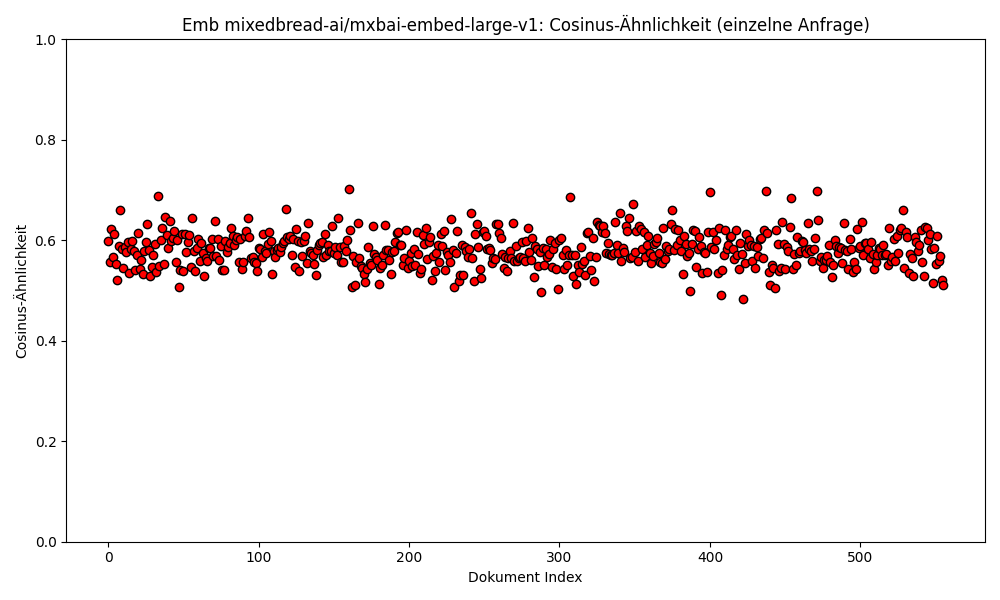 Emb mixedbread-ai/mxbai-embed-large-v1: Cosinus-Ähnlichkeit (einzelne Anfrage)
Cosinus-Ähnlichkeit
1.0
0.8
0.6
0.4
0.2
0.0
0 100 200 300 400 500
Dokument Index